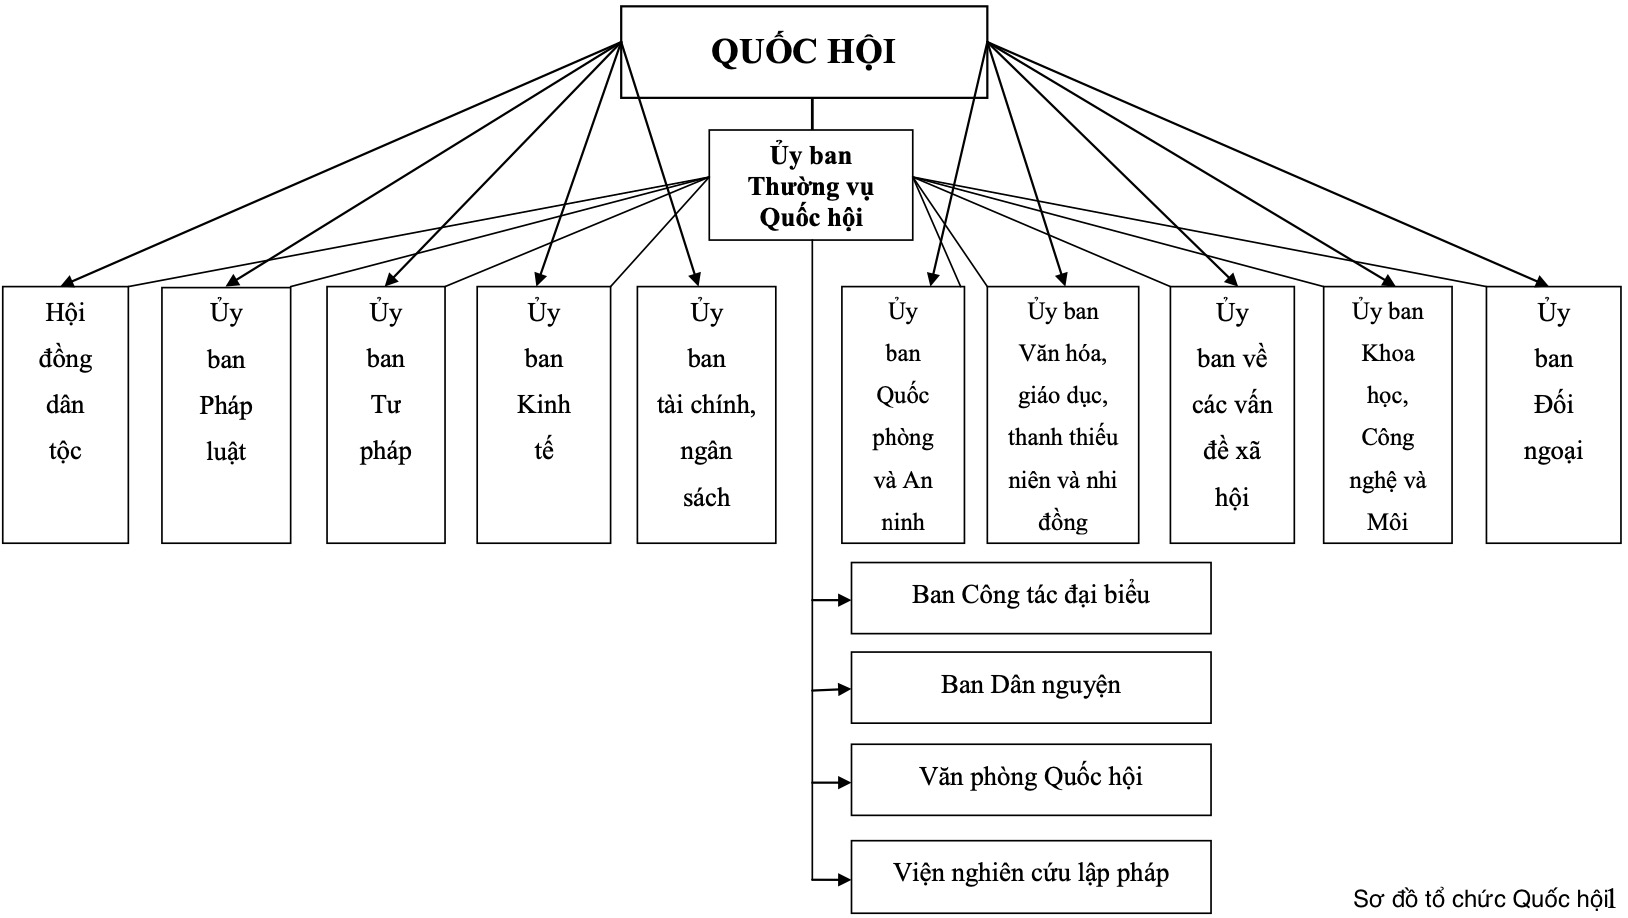 QUỐC HỘI
Ủy ban
Thường vụ
Quốc hội
Hội
đồng
dân
tộc
Ủy
ban
Pháp
luật
Ủy
ban
Tư
pháp
Ủy
ban
Kinh
tế
Ủy
ban
tài chính,
ngân
sách
Ủy
ban
Quốc
phòng
và An
ninh
Ủy ban
Văn hóa,
giáo dục,
thanh thiếu
niên và nhi
đồng
Ủy
ban về
các vấn
đề xã
hội
Ủy ban
Khoa
học,
Công
nghệ và
Môi
Ủy
ban
Đối
ngoại
Ban Công tác đại biểu
Ban Dân nguyện
Văn phòng Quốc hội
Viện nghiên cứu lập pháp
Sơ đồ tổ chức Quốc hội1